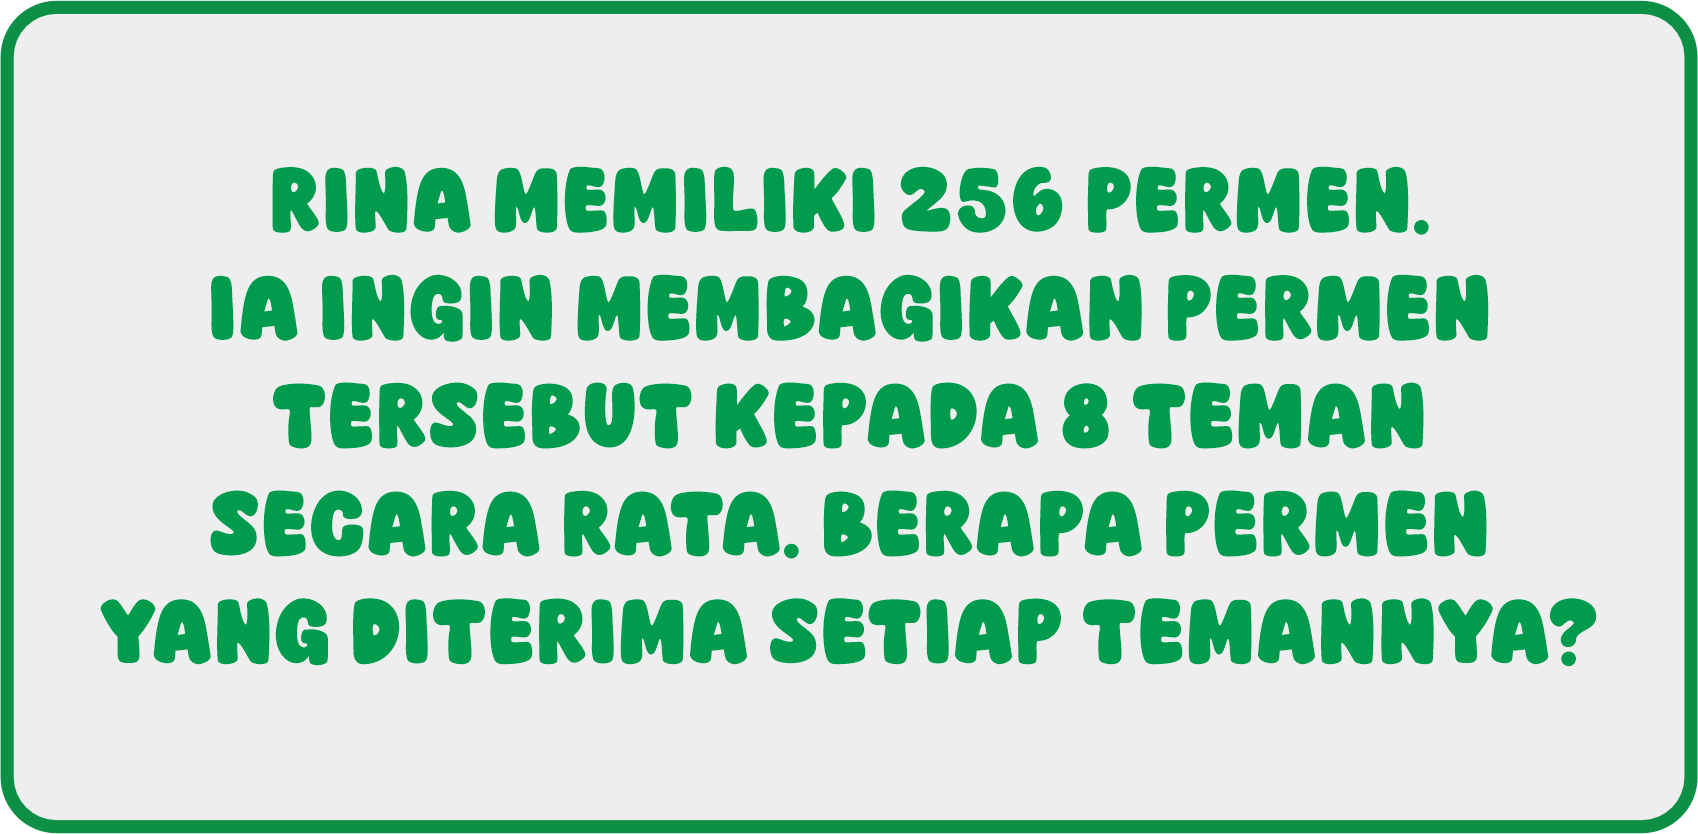 RINA MEMILIKI 256 PERMEN.
IA INGIN MEMBAGIKAN PERMEN
TERSEBUT KEPADA 8 TEMAN
SECARA RATA. BERAPA PERMEN
YANG DITERIMA SETIAP TEMANNYA?